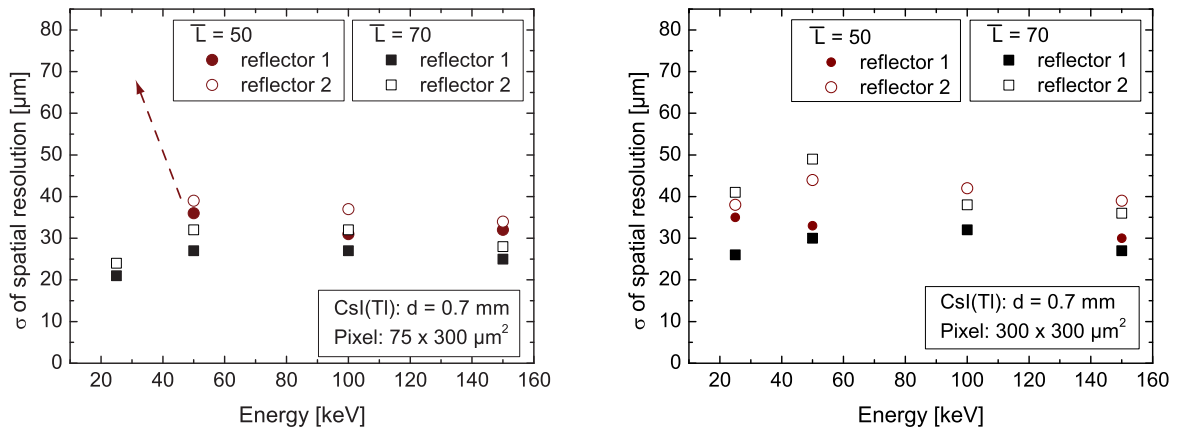 L̅ = 50
reflector 1
reflector 2
L̅ = 70
reflector 1
reflector 2
σ of spatial resolution [µm]
80
70
60
50
40
30
20
10
0
CsI(Tl): d = 0.7 mm
Pixel: 75 x 300 µm²
20 40 60 80 100 120 140 160
Energy [keV]
L̅ = 50
reflector 1
reflector 2
L̅ = 70
reflector 1
reflector 2
σ of spatial resolution [µm]
80
70
60
50
40
30
20
10
0
CsI(Tl): d = 0.7 mm
Pixel: 300 x 300 µm²
20 40 60 80 100 120 140 160
Energy [keV]